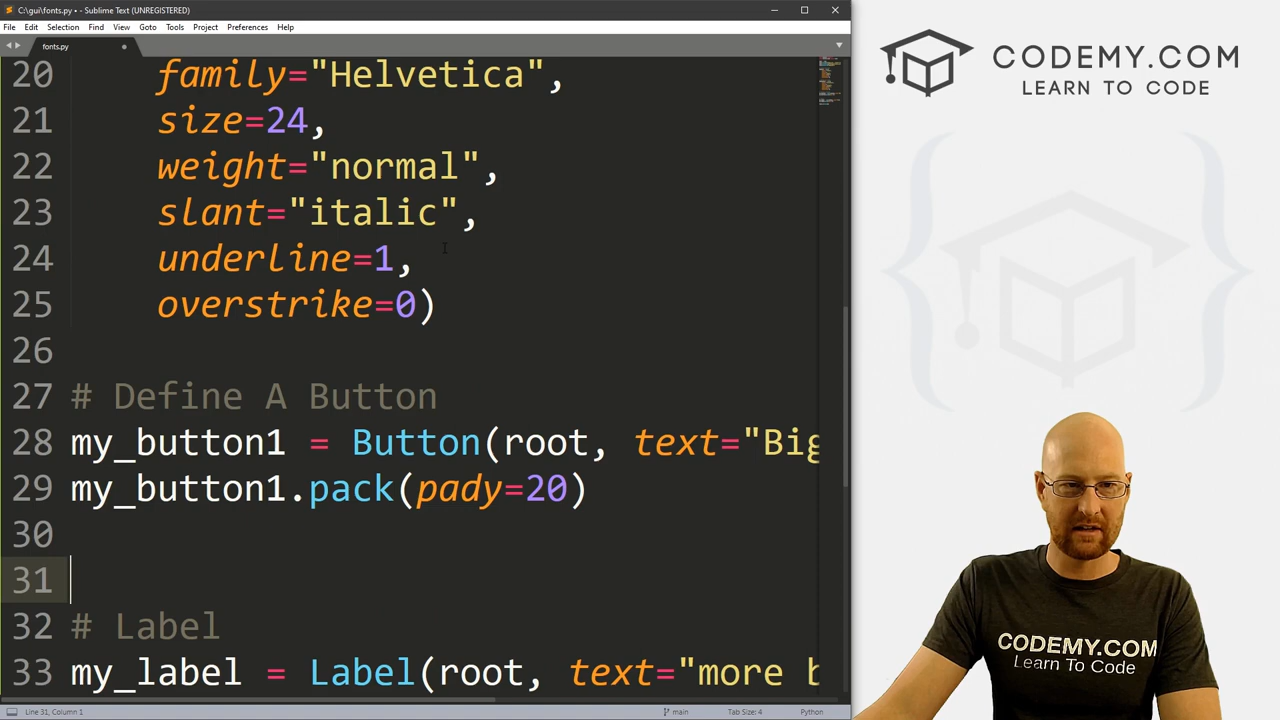 C:\gui\fonts.py • - Sublime Text (UNREGISTERED)
File Edit Selection Find View Goto Tools Project Preferences Help
fonts.py
20 family="Helvetica",
21 size=24,
22 weight="normal",
23 slant="italic",
24 underline=1,
25 overstrike=0)
26
27 # Define A Button
28 my_button1 = Button(root, text="Big
29 my_button1.pack(pady=20)
30
31
32 # Label
33 my_label = Label(root, text="more b
Line 31, Column 1
main
Tab Size: 4
Python
CODEMY.COM
LEARN TO CODE
CODEMY.COM
Learn To Code